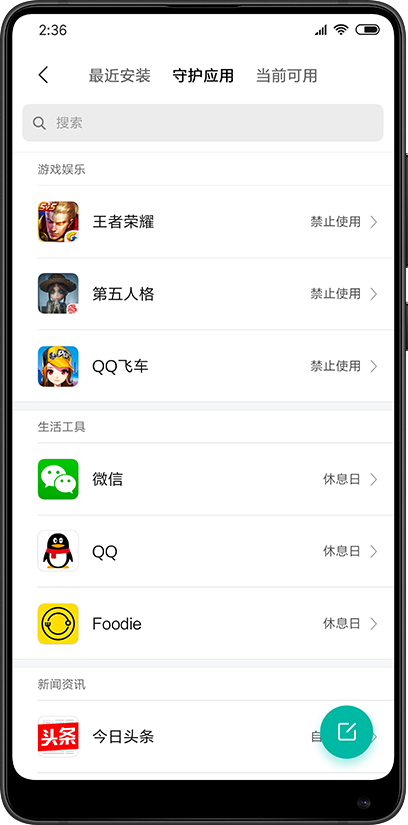 2:36
最近安装 守护应用 当前可用
搜索
游戏娱乐
5V5
王者荣耀 禁止使用
第五人格 禁止使用
QQ飞车 禁止使用
生活工具
微信 休息日
QQ 休息日
Foodie 休息日
新闻资讯
头条
今日头条 自